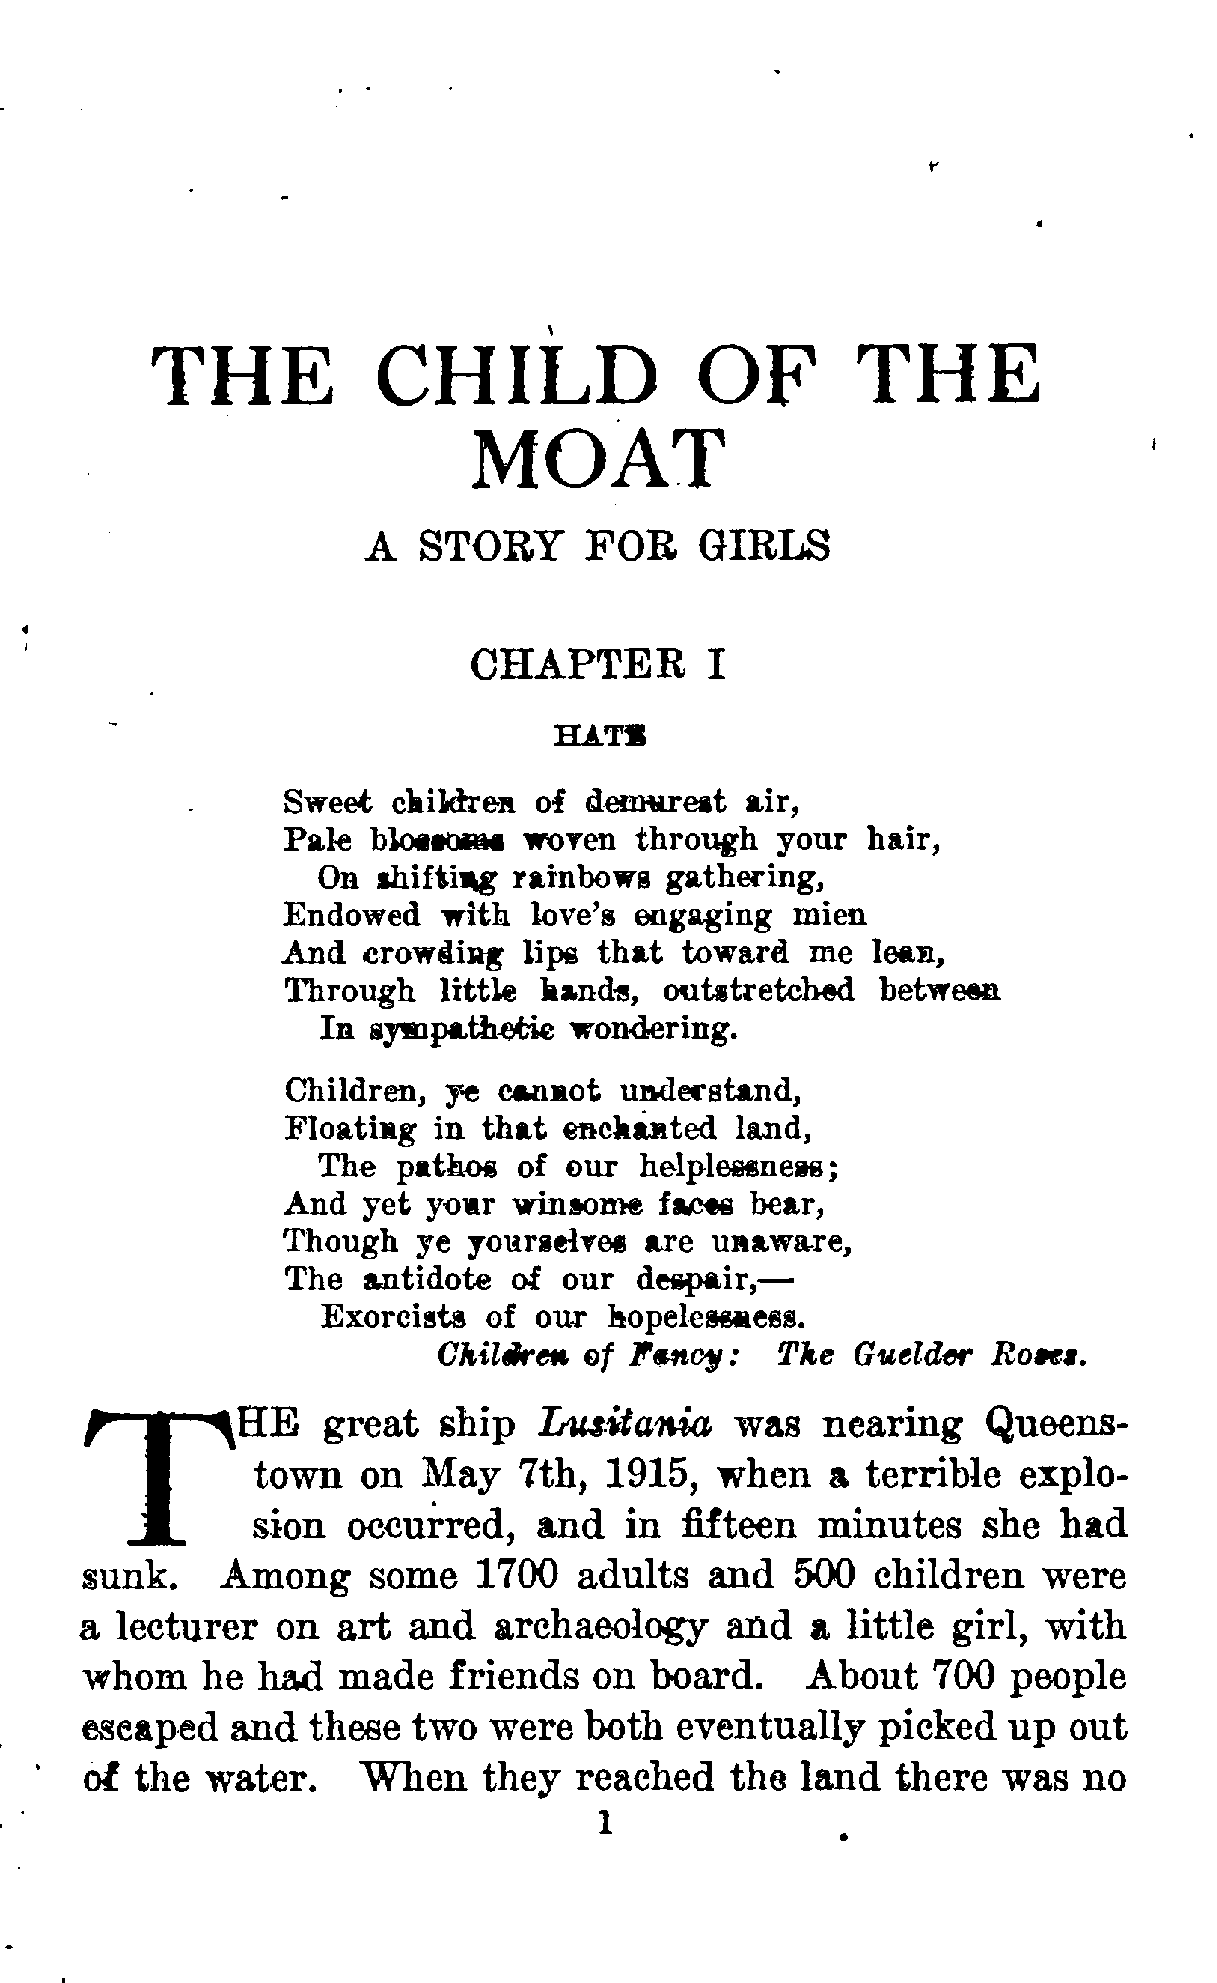 THE CHILD OF THE
MOAT
A STORY FOR GIRLS
CHAPTER I
HATE
Sweet children of demurest air,
Pale blossoms woven through your hair,
On shifting rainbows gathering,
Endowed with love's engaging mien
And crowding lips that toward me lean,
Through little hands, outstretched between
In sympathetic wondering.
Children, ye cannot understand,
Floating in that enchanted land,
The pathos of our helplessness;
And yet your winsome faces bear,
Though ye yourselves are unaware,
The antidote of our despair,—
Exorcists of our hopelessness.
Children of Fancy: The Guelder Roses.
THE great ship Lusitania was nearing Queens-
town on May 7th, 1915, when a terrible explo-
sion occurred, and in fifteen minutes she had
sunk. Among some 1700 adults and 500 children were
a lecturer on art and archaeology and a little girl, with
whom he had made friends on board. About 700 people
escaped and these two were both eventually picked up out
of the water. When they reached the land there was no
1